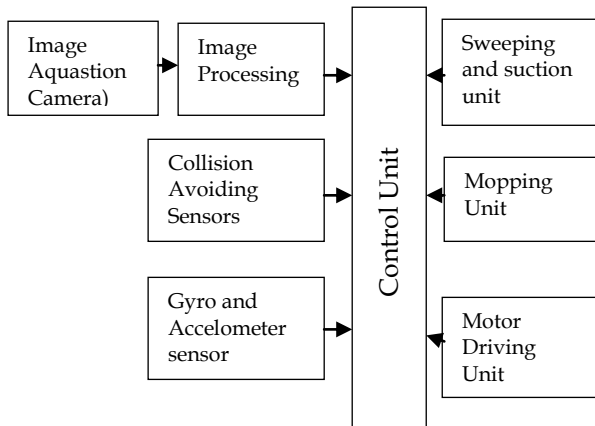 Image
Aquastion
Camera)
Image
Processing
Sweeping
and suction
unit
Collision
Avoiding
Sensors
Control Unit
Mopping
Unit
Gyro and
Accelometer
sensor
Motor
Driving
Unit